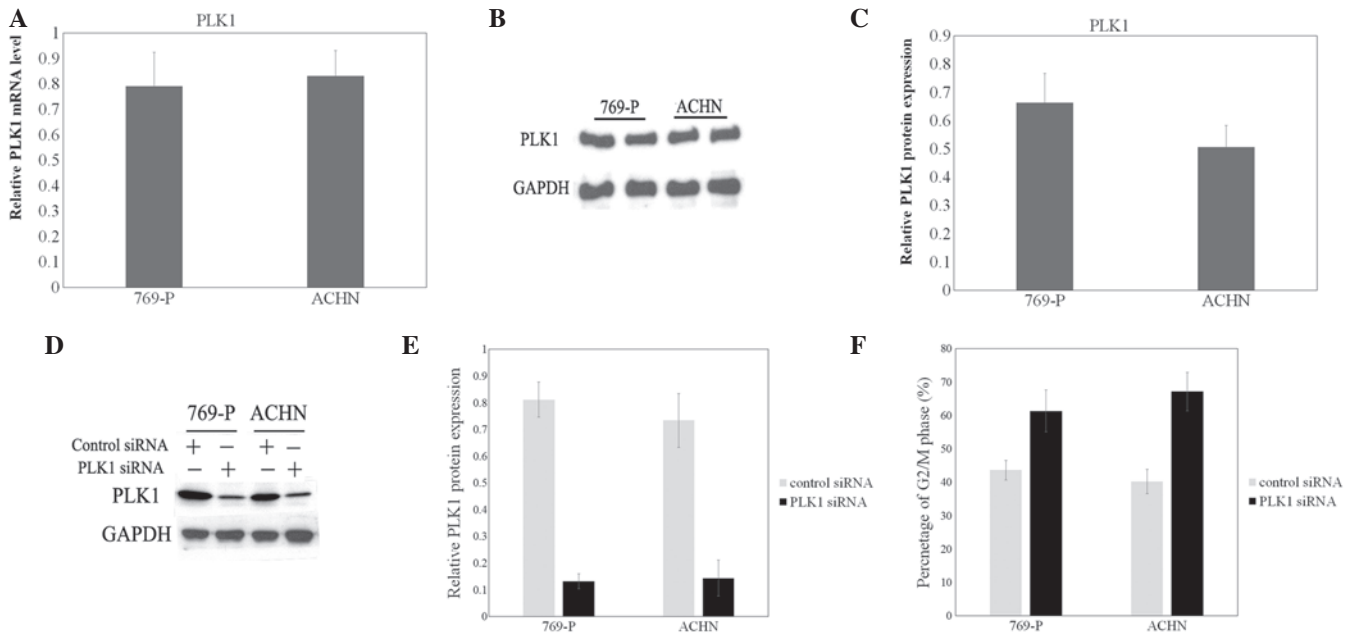 A
PLK1
Relative PLK1 mRNA level
1
0.9
0.8
0.7
0.6
0.5
0.4
0.3
0.2
0.1
0
769-P
ACHN
B
769-P ACHN
PLK1
GAPDH
C
PLK1
Relative PLK1 protein expression
0.9
0.8
0.7
0.6
0.5
0.4
0.3
0.2
0.1
0
769-P
ACHN
D
769-P ACHN
Control siRNA + − + −
PLK1 siRNA − + − +
PLK1
GAPDH
E
Relative PLK1 protein expression
1
0.9
0.8
0.7
0.6
0.5
0.4
0.3
0.2
0.1
0
769-P
ACHN
control siRNA
PLK1 siRNA
F
Percnetage of G2/M phase (%)
80
70
60
50
40
30
20
10
0
769-P
ACHN
control siRNA
PLK1 siRNA